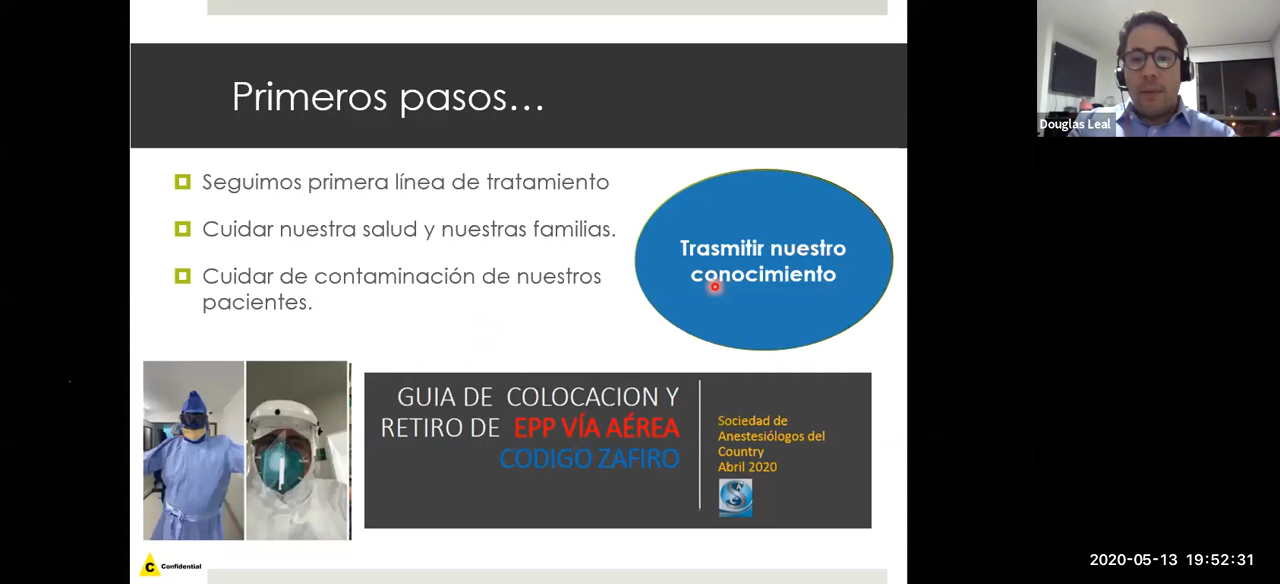 Primeros pasos...
Seguimos primera línea de tratamiento
Cuidar nuestra salud y nuestras familias.
Cuidar de contaminación de nuestros
pacientes.
Trasmitir nuestro
conocimiento
GUIA DE COLOCACION Y
RETIRO DE EPP VÍA AÉREA
CODIGO ZAFIRO
Sociedad de
Anestesiólogos del
Country
Abril 2020
C Confidential
Douglas Leal
2020-05-13 19:52:31